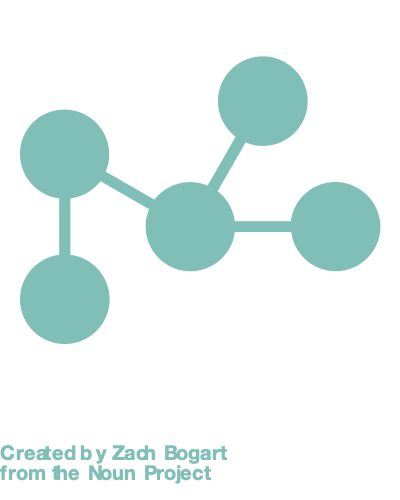 Created by Zach Bogart
from the Noun Project